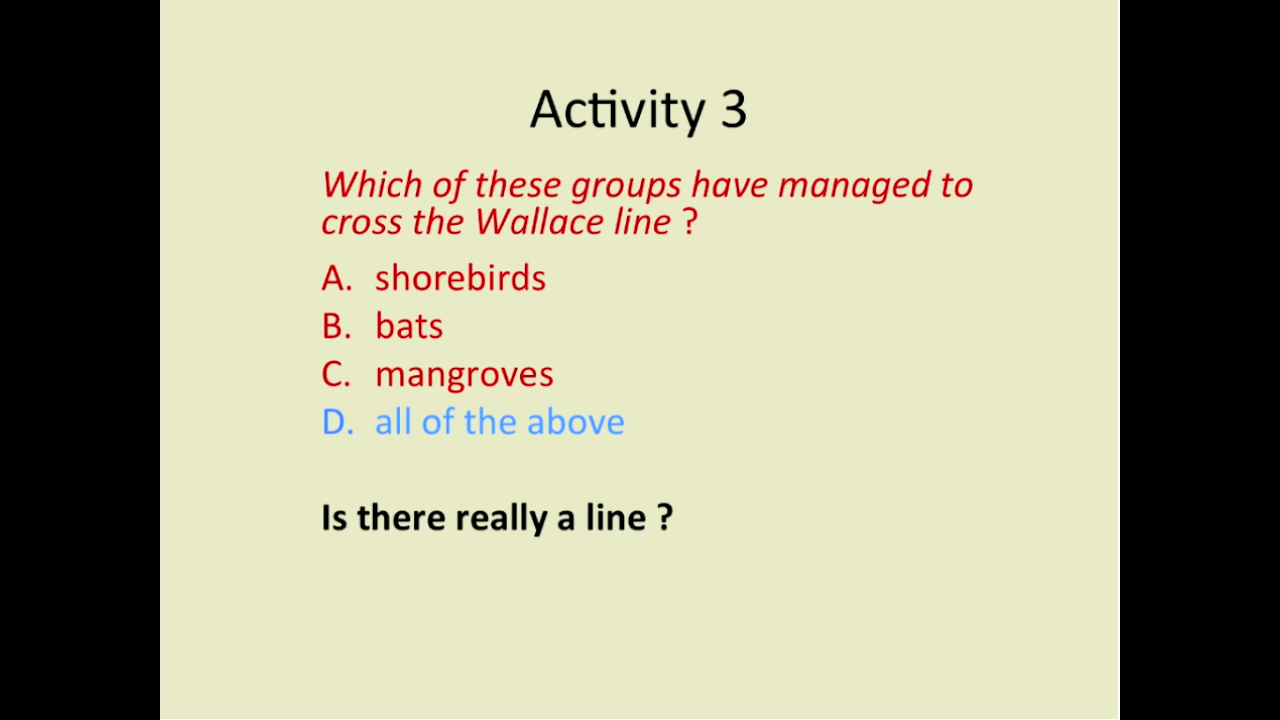 Activity 3
Which of these groups have managed to
cross the Wallace line ?
A. shorebirds
B. bats
C. mangroves
D. all of the above
Is there really a line ?